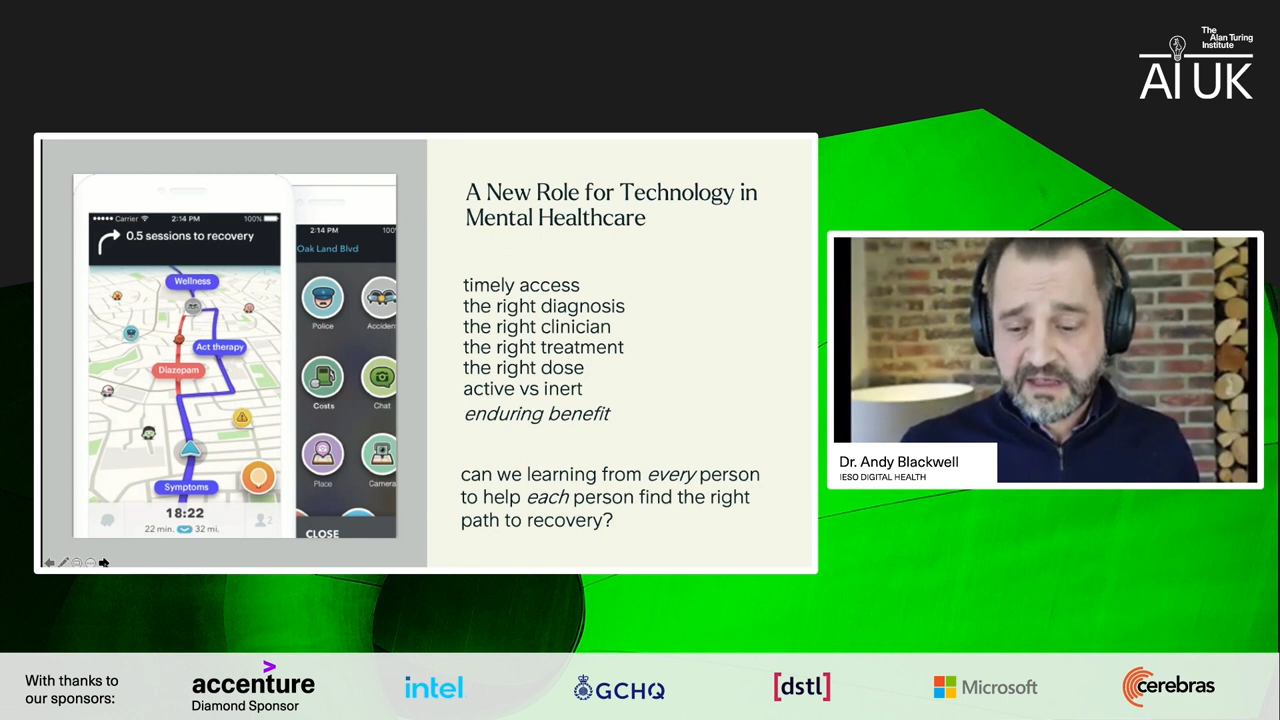 The
Alan Turing
Institute
AI UK
A New Role for Technology in
Mental Healthcare
timely access
the right diagnosis
the right clinician
the right treatment
the right dose
active vs inert
enduring benefit
can we learning from every person
to help each person find the right
path to recovery?
Carrier 2:14 PM 100%
0.5 sessions to recovery
Wellness
Act therapy
Diazepam
Symptoms
18:22
22 min. 32 mi.
2
2:14 PM 100
Oak Land Blvd
Police
Acciden
Costs
Chat
Place
Camera
CLOSE
Dr. Andy Blackwell
IESO DIGITAL HEALTH
With thanks to
our sponsors:
accenture
Diamond Sponsor
intel
GCHQ
[dstl]
Microsoft
cerebras